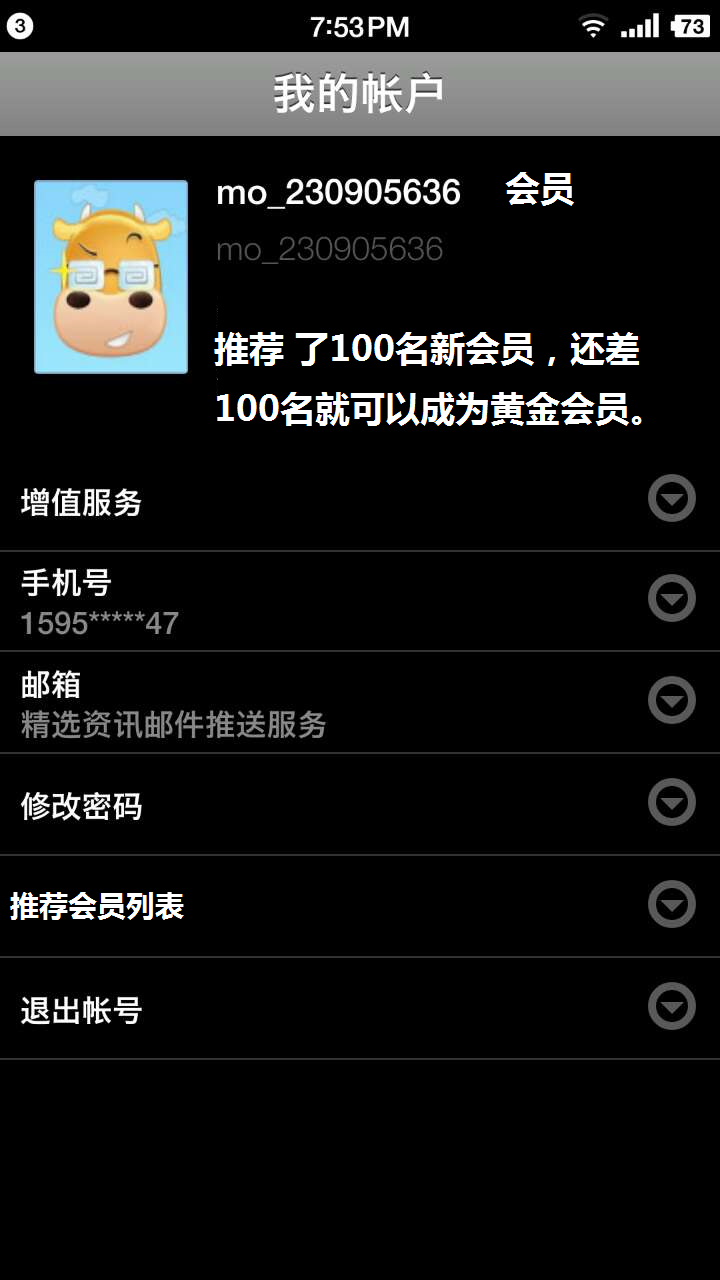 3
7:53PM
73
我的帐户
mo_230905636 会员
mo_230905636
推荐 了100名新会员，还差
100名就可以成为黄金会员。
增值服务
手机号
1595*****47
邮箱
精选资讯邮件推送服务
修改密码
推荐会员列表
退出帐号